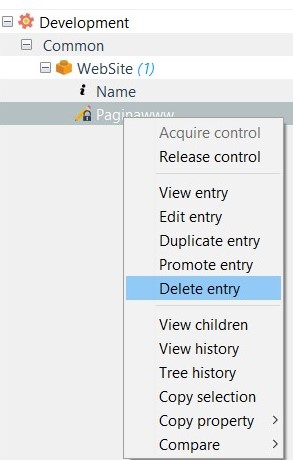 Development
Common
WebSite (1)
Name
Paginawww
Acquire control
Release control
View entry
Edit entry
Duplicate entry
Promote entry
Delete entry
View children
View history
Tree history
Copy selection
Copy property
Compare